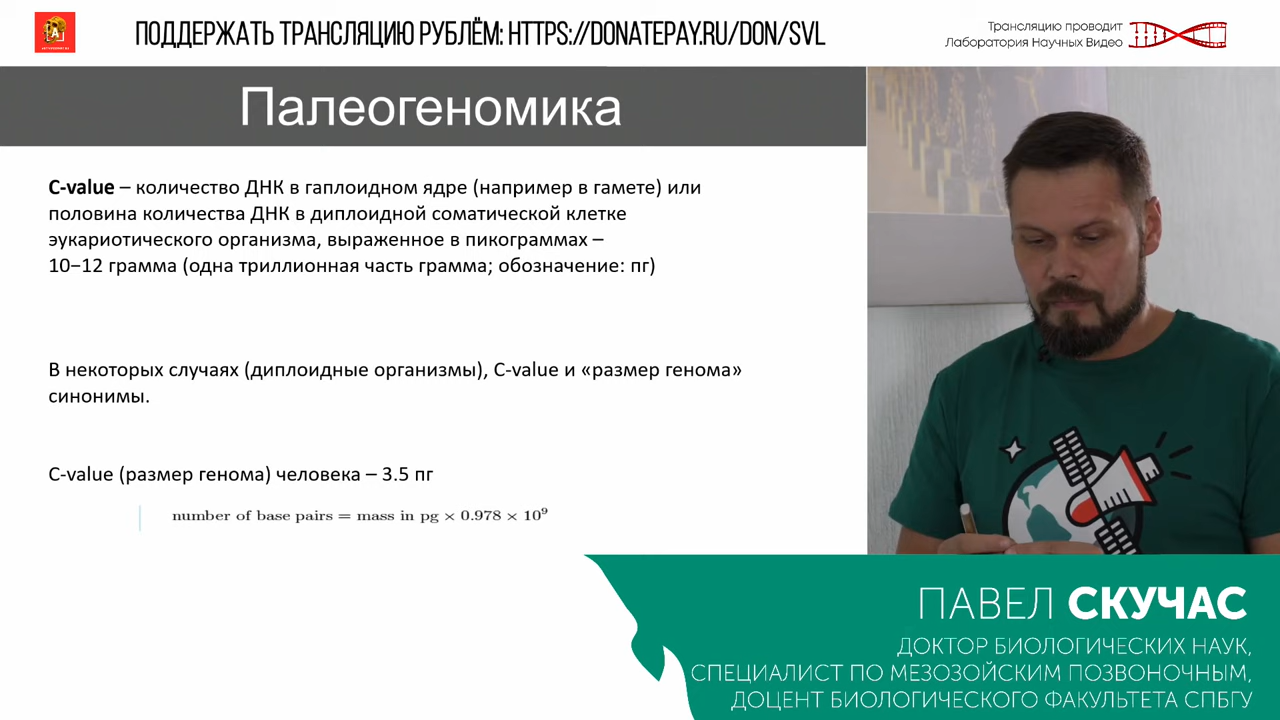 ПОДДЕРЖАТЬ ТРАНСЛЯЦИЮ РУБЛЁМ: HTTPS://DONATEPAY.RU/DON/SVL
Трансляцию проводит
Лаборатория Научных Видео
Палеогеномика
C-value – количество ДНК в гаплоидном ядре (например в гамете) или
половина количества ДНК в диплоидной соматической клетке
эукариотического организма, выраженное в пикограммах –
10−12 грамма (одна триллионная часть грамма; обозначение: пг)
В некоторых случаях (диплоидные организмы), C-value и «размер генома»
синонимы.
C-value (размер генома) человека – 3.5 пг
number of base pairs = mass in pg × 0.978 × 10⁹
ПАВЕЛ СКУЧАС
ДОКТОР БИОЛОГИЧЕСКИХ НАУК,
СПЕЦИАЛИСТ ПО МЕЗОЗОЙСКИМ ПОЗВОНОЧНЫМ,
ДОЦЕНТ БИОЛОГИЧЕСКОГО ФАКУЛЬТЕТА СПБГУ